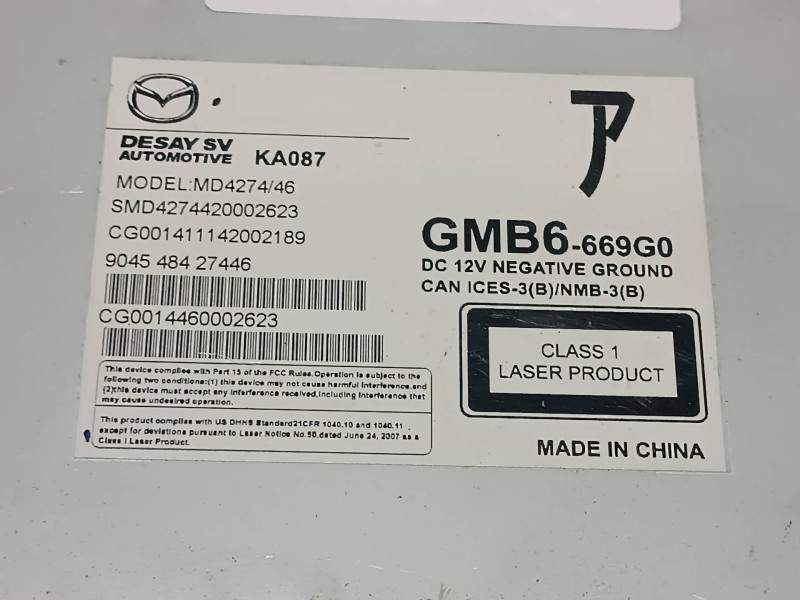 ア
DESAY SV
AUTOMOTIVE KA087
MODEL:MD4274/46
SMD4274420002623
CG001411142002189
9045 484 27446
CG0014460002623
GMB6-669G0
DC 12V NEGATIVE GROUND
CAN ICES-3(B)/NMB-3(B)
CLASS 1
LASER PRODUCT
This device complies with Part 15 of the FCC Rules.Operation is subject to the
following two conditions:(1) this device may not cause harmful interference,and
(2)this device must accept any interference received,including interference that
may cause undesired operation.
This product complies with US DHHS Standard21CFR 1040.10 and 1040.11
except for deviations pursuant to Laser Notice No.50,dated June 24, 2007 as a
Class I Laser Product.
MADE IN CHINA